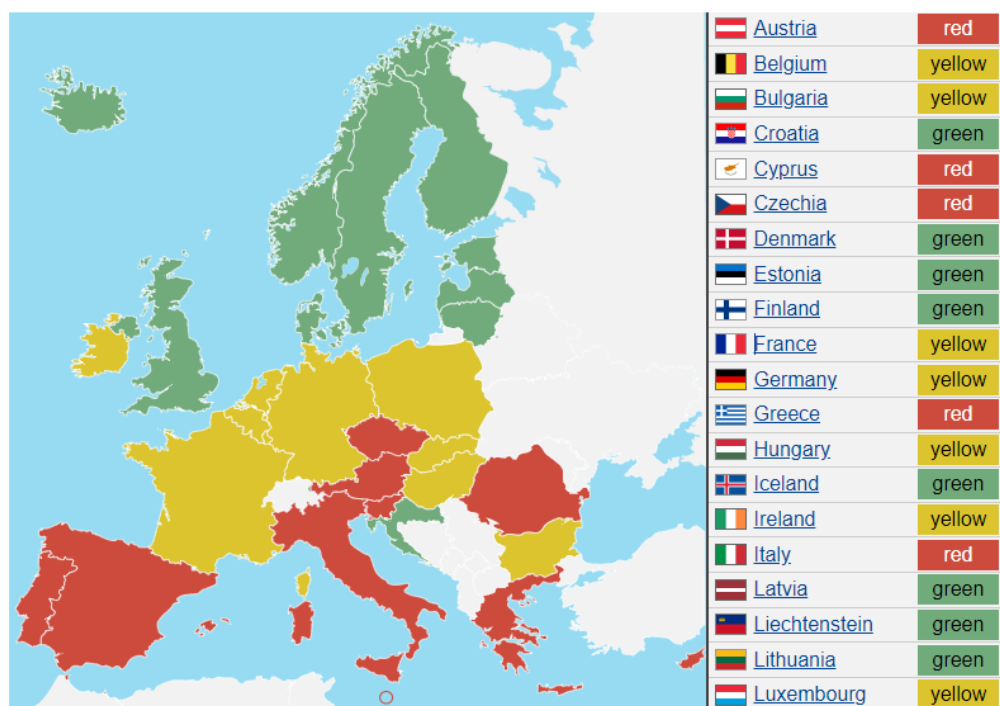 Austria red
Belgium yellow
Bulgaria yellow
Croatia green
Cyprus red
Czechia red
Denmark green
Estonia green
Finland green
France yellow
Germany yellow
Greece red
Hungary yellow
Iceland green
Ireland yellow
Italy red
Latvia green
Liechtenstein green
Lithuania green
Luxembourg yellow